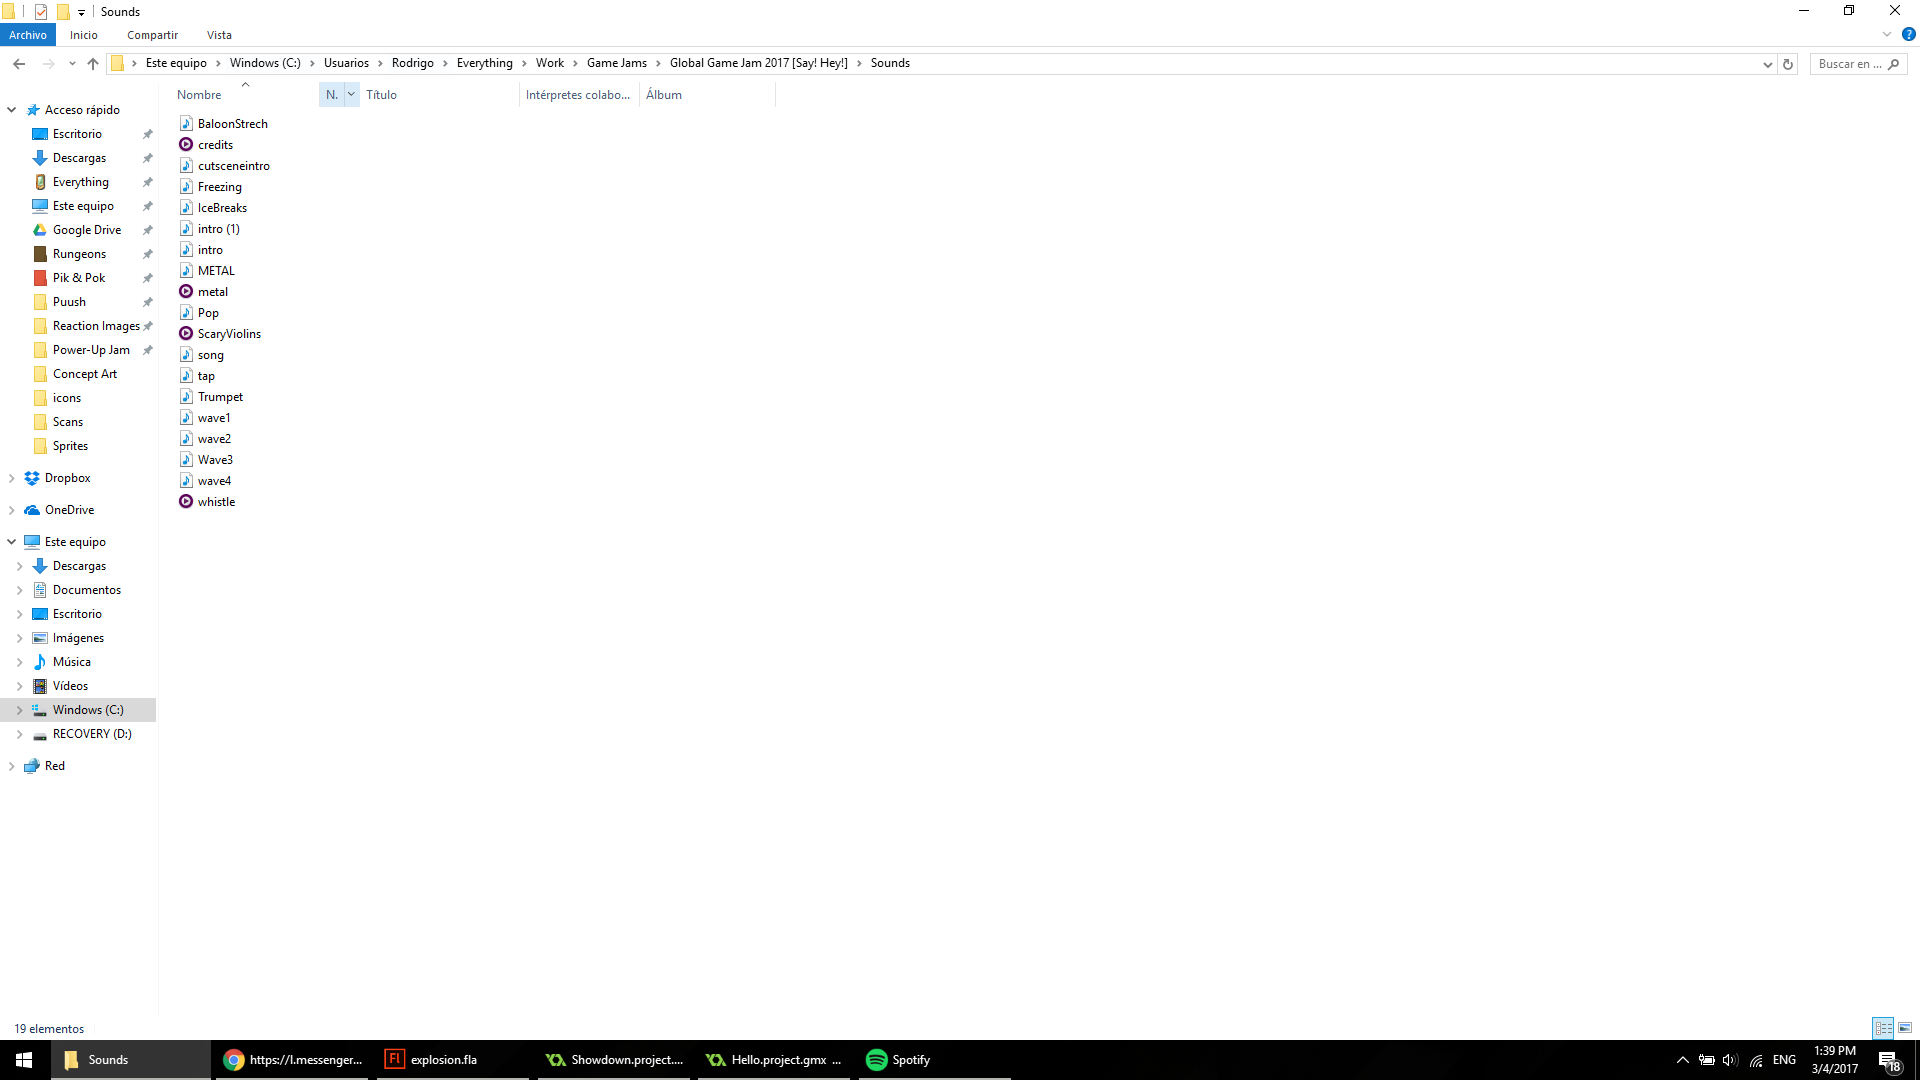 Sounds
Archivo Inicio Compartir Vista
Este equipo Windows (C:) Usuarios Rodrigo Everything Work Game Jams Global Game Jam 2017 [Say! Hey!] Sounds
Buscar en ...
Nombre N. Título Intérpretes colabo... Álbum
Acceso rápido
Escritorio
Descargas
Everything
Este equipo
Google Drive
Rungeons
Pik & Pok
Puush
Reaction Images
Power-Up Jam
Concept Art
icons
Scans
Sprites
Dropbox
OneDrive
Este equipo
Descargas
Documentos
Escritorio
Imágenes
Música
Vídeos
Windows (C:)
RECOVERY (D:)
Red
BaloonStrech
credits
cutsceneintro
Freezing
IceBreaks
intro (1)
intro
METAL
metal
Pop
ScaryViolins
song
tap
Trumpet
wave1
wave2
Wave3
wave4
whistle
19 elementos
Sounds
https://l.messenger...
Fl
explosion.fla
Showdown.project....
Hello.project.gmx ...
Spotify
ENG
1:39 PM
3/4/2017
18